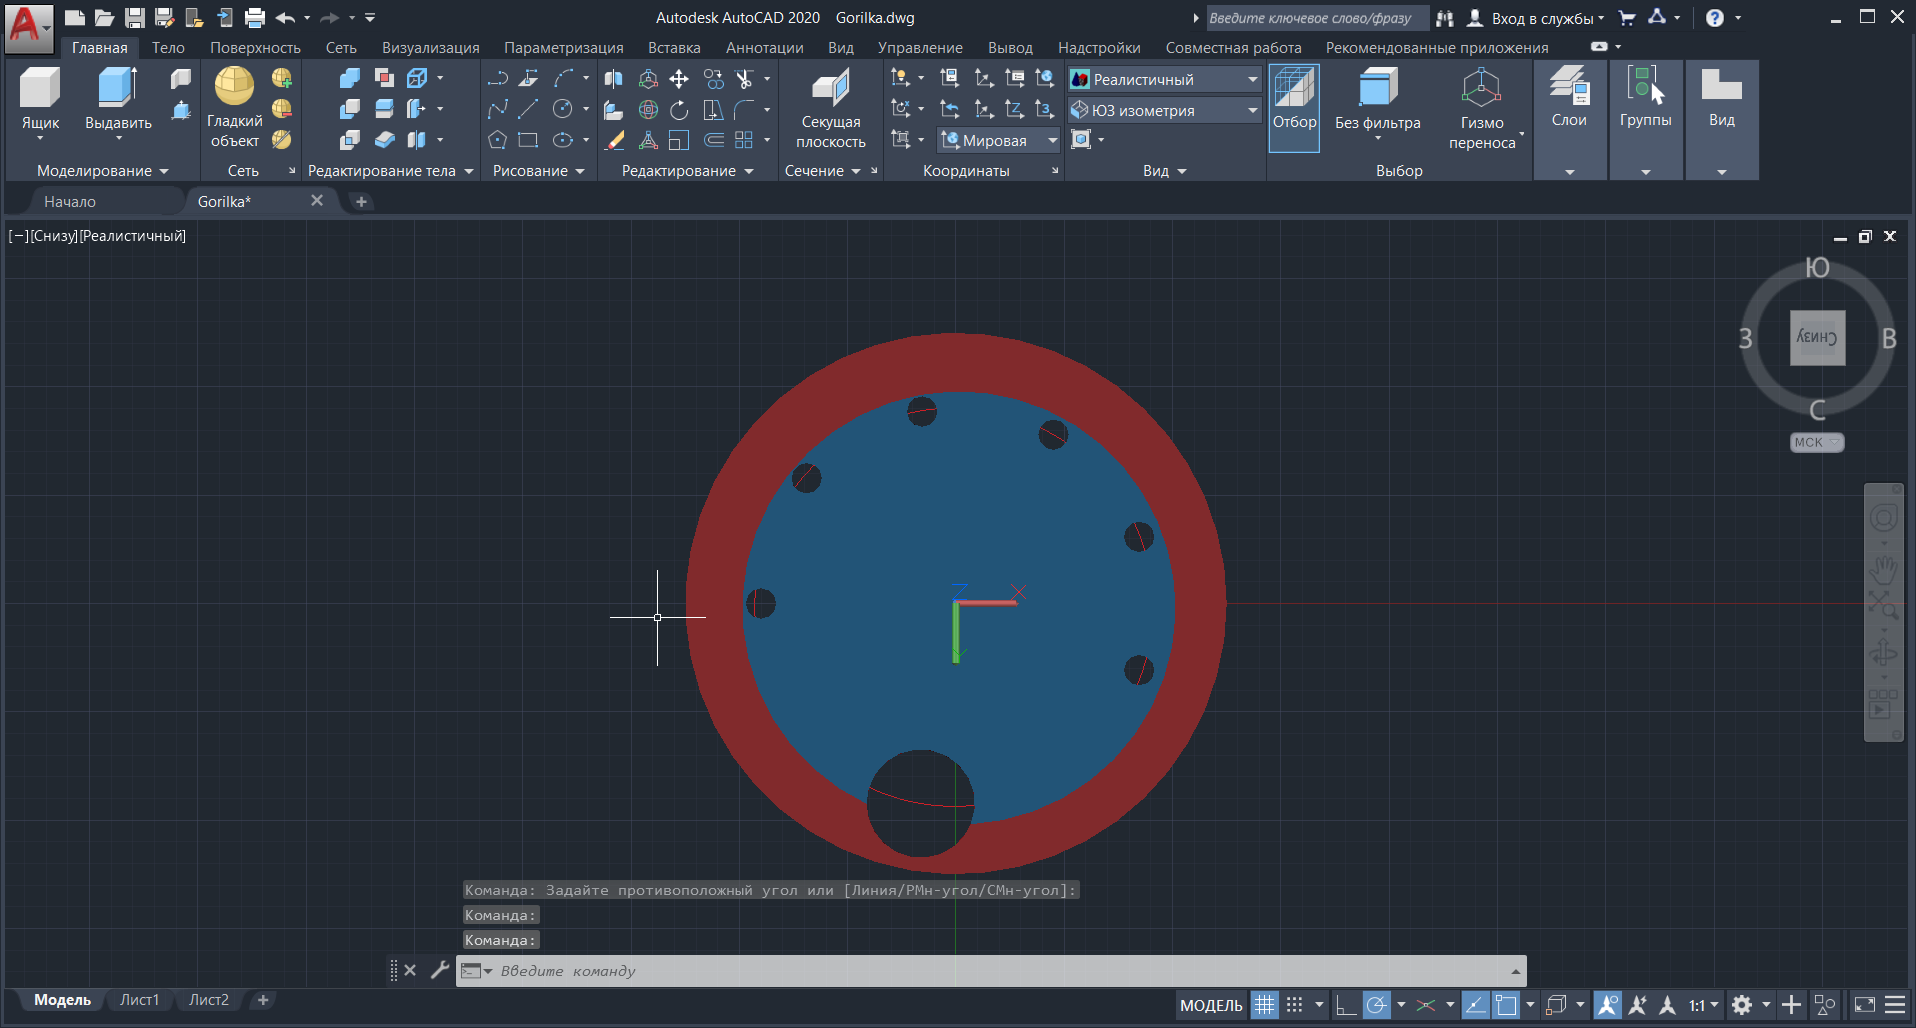 Autodesk AutoCAD 2020 Gorilka.dwg
Введите ключевое слово/фразу
Вход в службы
Главная Тело Поверхность Сеть Визуализация Параметризация Вставка Аннотации Вид Управление Вывод Надстройки Совместная работа Рекомендованные приложения
Ящик
Выдавить
Гладкий
объект
Секущая
плоскость
Реалистичный
ЮЗ изометрия
Мировая
Отбор
Без фильтра
Гизмо
переноса
Слои
Группы
Вид
Моделирование Сеть Редактирование тела Рисование Редактирование Сечение Координаты Вид Выбор
Начало Gorilka*
[−][Снизу][Реалистичный]
Ю
З Снизу В
С
МСК
X
Команда: Задайте противоположный угол или [Линия/РМн-угол/СМн-угол]:
Команда:
Команда:
Введите команду
Модель Лист1 Лист2
МОДЕЛЬ 1:1